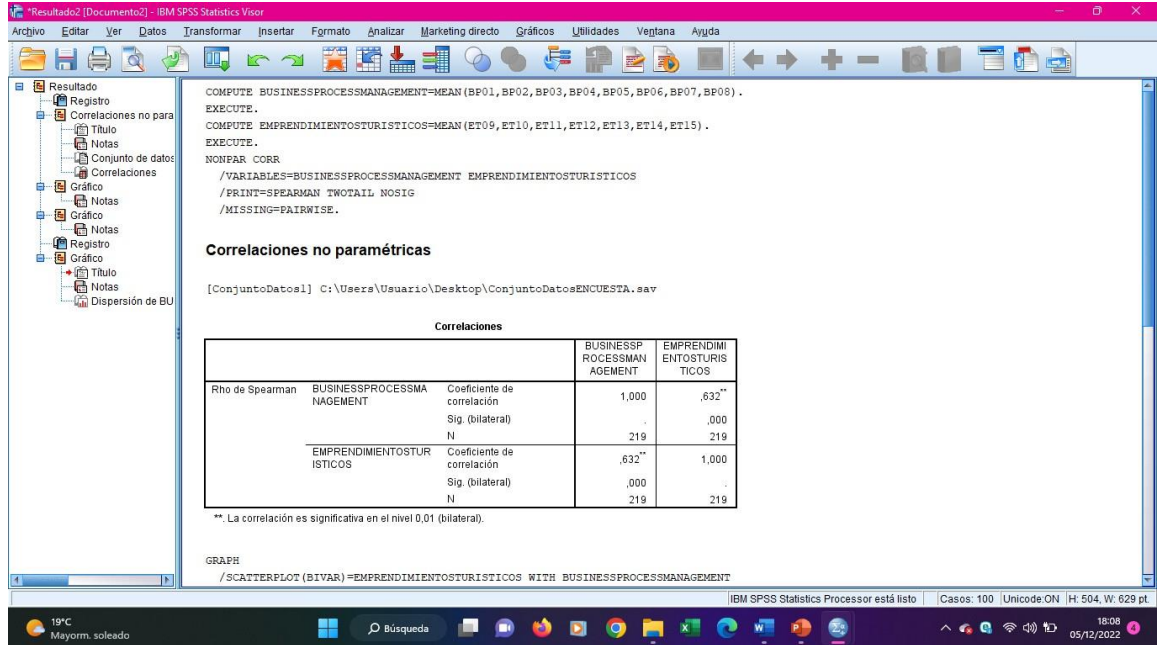 *Resultado2 [Documento2] - IBM SPSS Statistics Visor
Archivo Editar Ver Datos Transformar Insertar Formato Analizar Marketing directo Gráficos Utilidades Ventana Ayuda
Resultado
Registro
Correlaciones no para
Título
Notas
Conjunto de datos
Correlaciones
Gráfico
Notas
Gráfico
Notas
Registro
Gráfico
Título
Notas
Dispersión de BU
COMPUTE BUSINESSPROCESSMANAGEMENT=MEAN(BP01,BP02,BP03,BP04,BP05,BP06,BP07,BP08).
EXECUTE.
COMPUTE EMPRENDIMIENTOSTURISTICOS=MEAN(ET09,ET10,ET11,ET12,ET13,ET14,ET15).
EXECUTE.
NONPAR CORR
/VARIABLES=BUSINESSPROCESSMANAGEMENT EMPRENDIMIENTOSTURISTICOS
/PRINT=SPEARMAN TWOTAIL NOSIG
/MISSING=PAIRWISE.
Correlaciones no paramétricas
[ConjuntoDatos1] C:\Users\Usuario\Desktop\ConjuntoDatosENCUESTA.sav
Correlaciones
BUSINESSP EMPRENDIMI
ROCESSMAN ENTOSTURIS
AGEMENT TICOS
Rho de Spearman BUSINESSPROCESSMA Coeficiente de
NAGEMENT correlación 1,000 ,632**
Sig. (bilateral) . ,000
N 219 219
EMPRENDIMIENTOSTUR Coeficiente de
ISTICOS correlación ,632** 1,000
Sig. (bilateral) ,000 .
N 219 219
**. La correlación es significativa en el nivel 0,01 (bilateral).
GRAPH
/SCATTERPLOT(BIVAR)=EMPRENDIMIENTOSTURISTICOS WITH BUSINESSPROCESSMANAGEMENT
IBM SPSS Statistics Processor está listo Casos: 100 Unicode:ON H: 504, W: 629 pt.
19°C
Mayorm. soleado
Búsqueda
18:08
05/12/2022
4